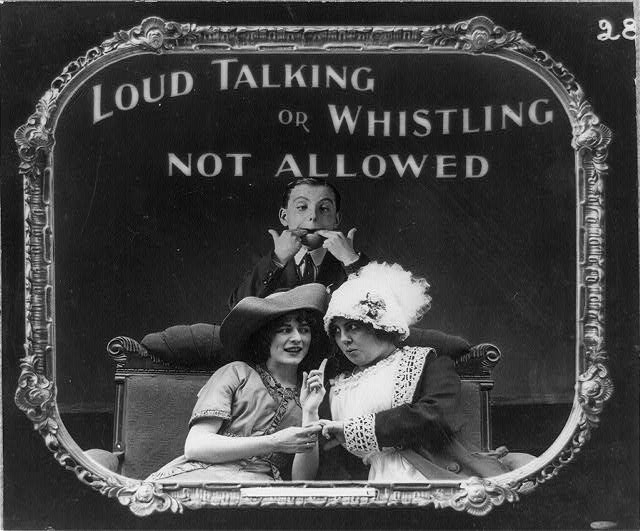 28
LOUD TALKING
OR WHISTLING
NOT ALLOWED